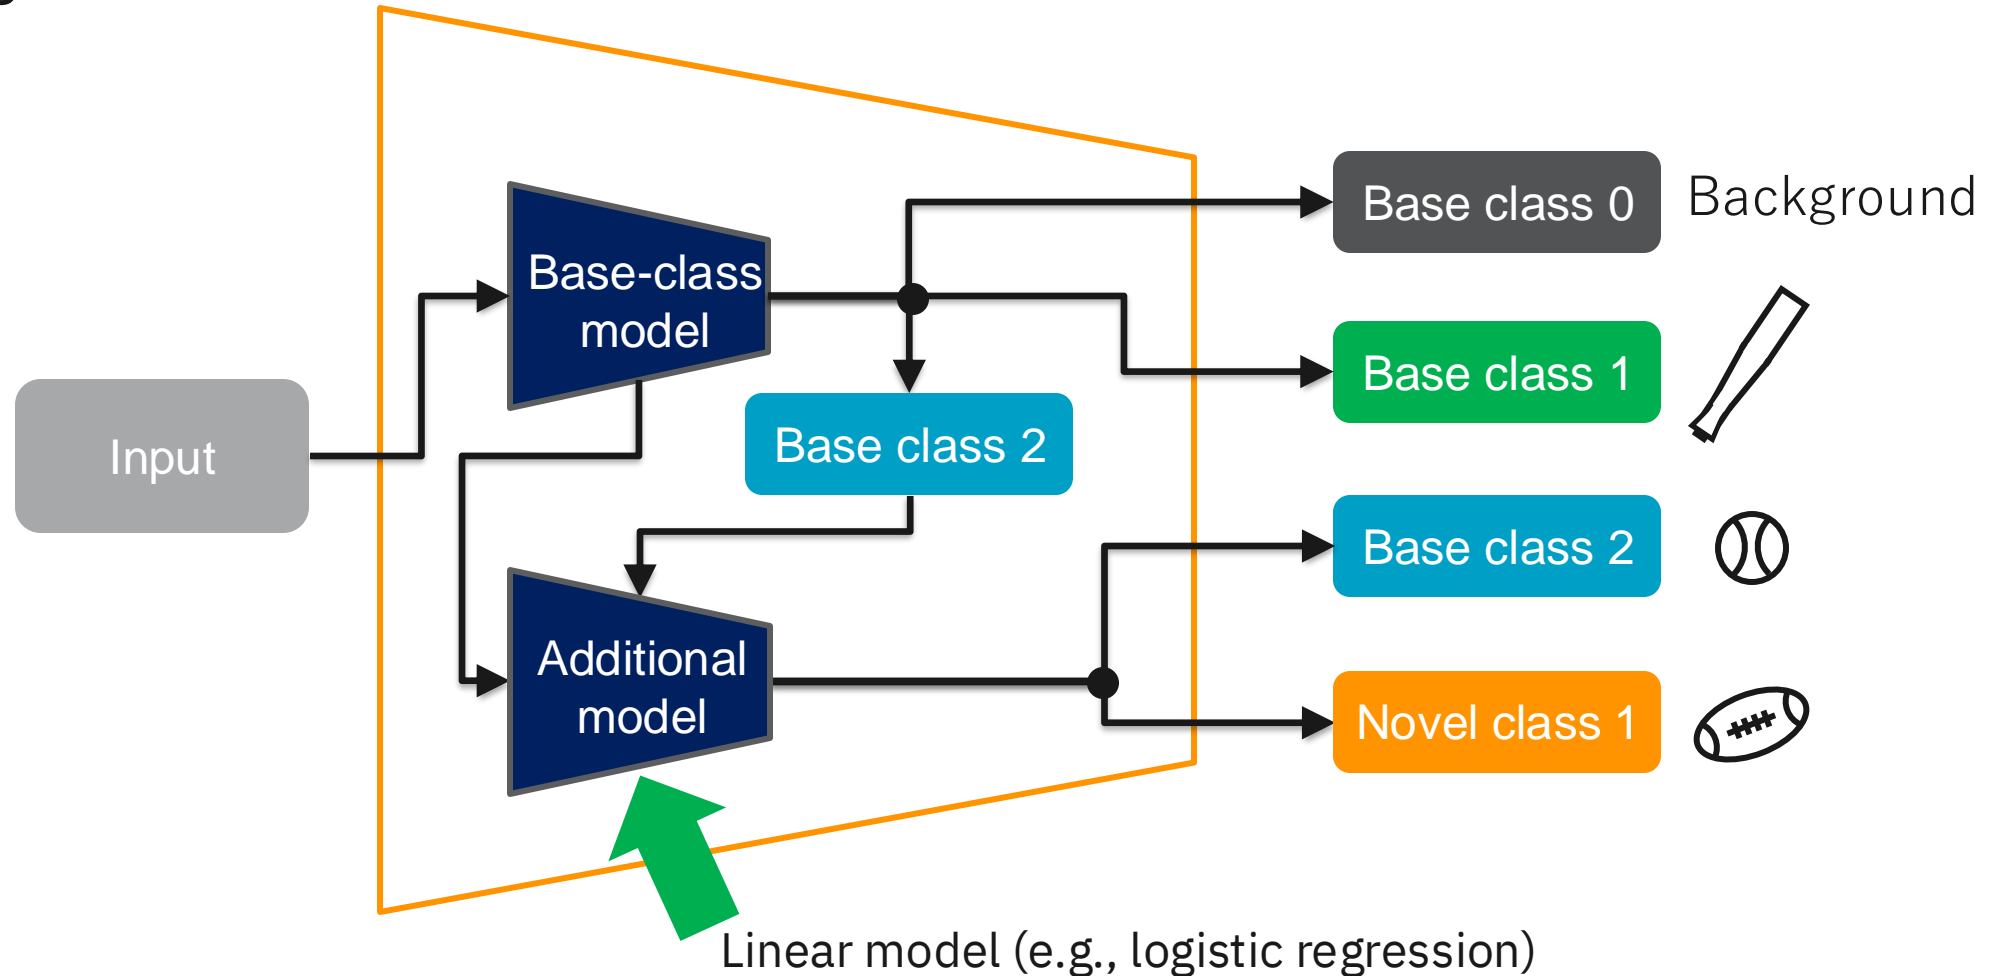 Base class 0
Background
Base-class
model
Base class 1
Input
Base class 2
Base class 2
Additional
model
Novel class 1
Linear model (e.g., logistic regression)